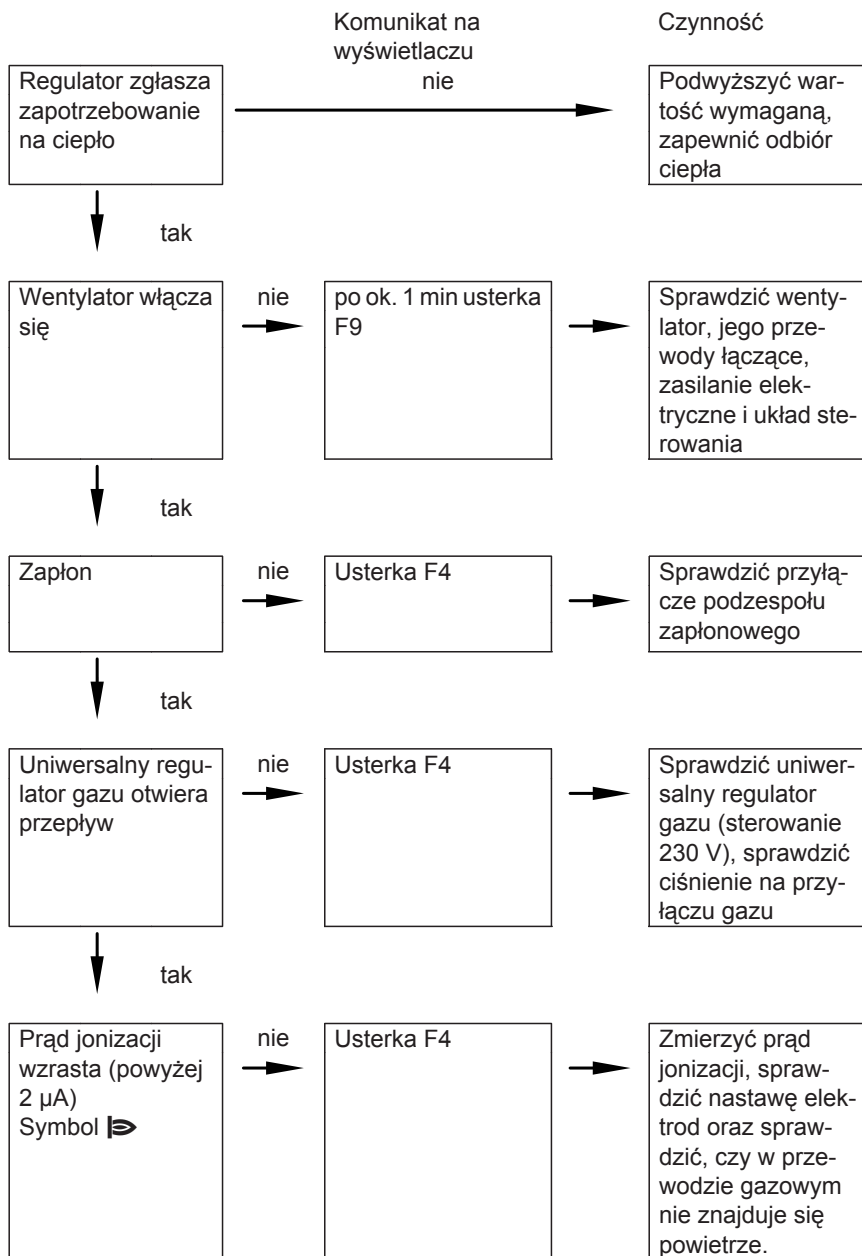 Komunikat na
wyświetlaczu
Czynność
Regulator zgłasza
zapotrzebowanie
na ciepło
nie
Podwyższyć war-
tość wymaganą,
zapewnić odbiór
ciepła
tak
Wentylator włącza
się
nie
po ok. 1 min usterka
F9
Sprawdzić wenty-
lator, jego prze-
wody łączące,
zasilanie elek-
tryczne i układ ste-
rowania
tak
Zapłon
nie
Usterka F4
Sprawdzić przyłą-
cze podzespołu
zapłonowego
tak
Uniwersalny regu-
lator gazu otwiera
przepływ
nie
Usterka F4
Sprawdzić uniwer-
salny regulator
gazu (sterowanie
230 V), sprawdzić
ciśnienie na przy-
łączu gazu
tak
Prąd jonizacji
wzrasta (powyżej
2 μA)
Symbol
nie
Usterka F4
Zmierzyć prąd
jonizacji, spraw-
dzić nastawę elek-
trod oraz spraw-
dzić, czy w prze-
wodzie gazowym
nie znajduje się
powietrze.